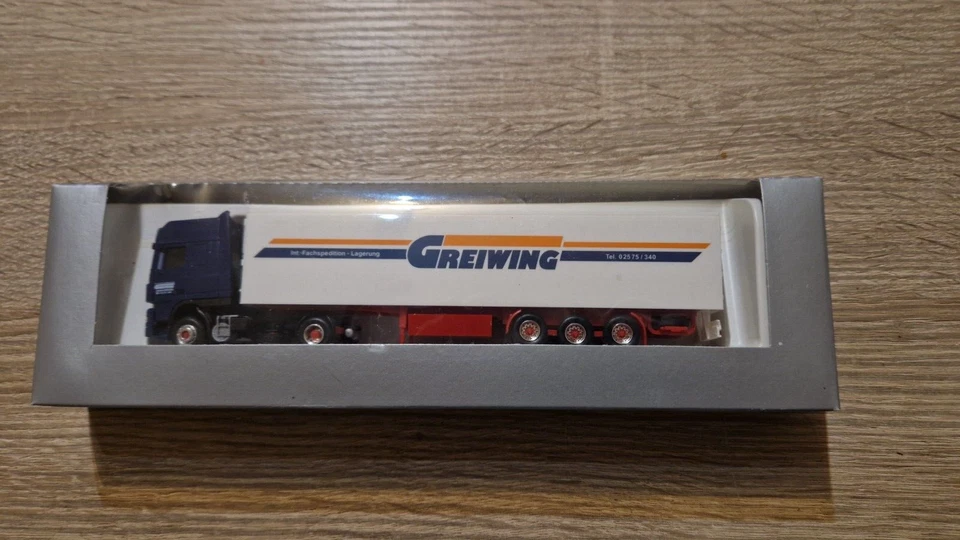 Int.-Fachspedition - Lagerung
GREIWING
Tel. 02575/340